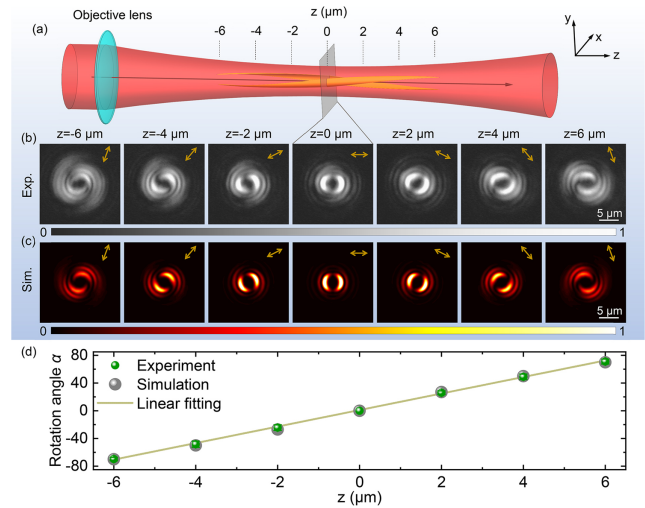 z (μm)
Objective lens
(a)
-6 -4 -2 0 2 4 6
y
x
z
(b) z=-6 μm z=-4 μm z=-2 μm z=0 μm z=2 μm z=4 μm z=6 μm
Exp.
5 μm
0 1
(c)
Sim.
5 μm
0 1
(d)
80
40
0
-40
-80
Rotation angle α
Experiment
Simulation
Linear fitting
-6 -4 -2 0 2 4 6
z (μm)